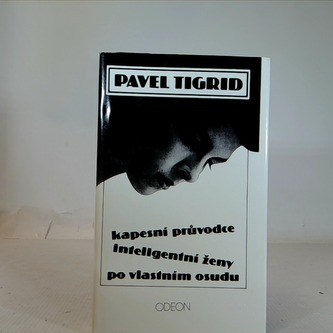 PAVEL TIGRID
kapesní průvodce
inteligentní ženy
po vlastním osudu
ODEON